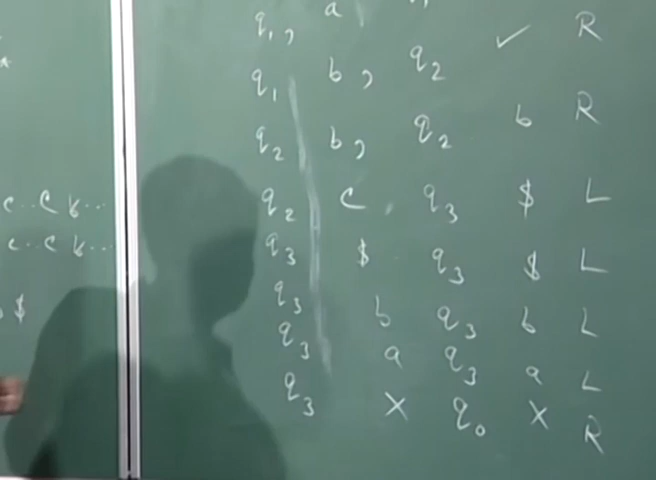 q₁, a R
q₁ b, q₂ ✓ R
q₂ b, q₂ b R
q₂ c q₃ $ L
q₃ $ q₃ $ L
q₃ b q₃ b L
q₃ a q₃ a L
q₃ X q₀ X R
c..c b...
c..c b...
$